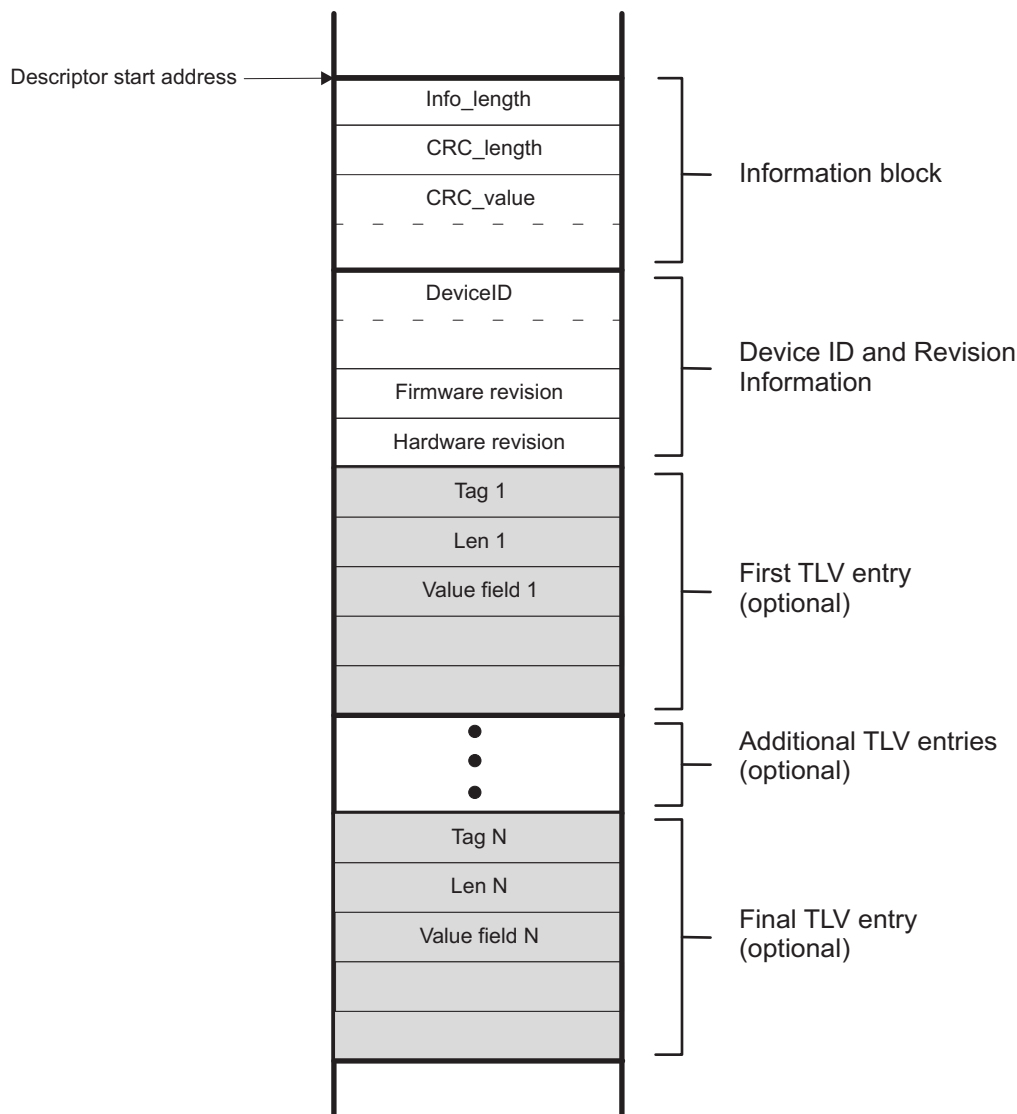 Descriptor start address
Info_length
CRC_length
CRC_value
Information block
DeviceID
Firmware revision
Hardware revision
Device ID and Revision
Information
Tag 1
Len 1
Value field 1
First TLV entry
(optional)
Additional TLV entries
(optional)
Tag N
Len N
Value field N
Final TLV entry
(optional)